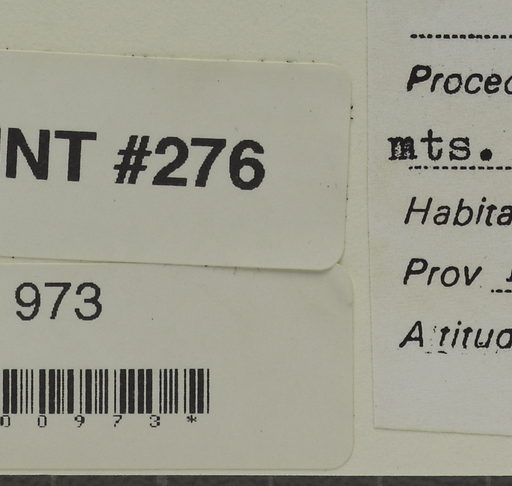 NT #276
973
0 0 9 7 3 *
Proced
mts.
Habita
Prov
Altitud